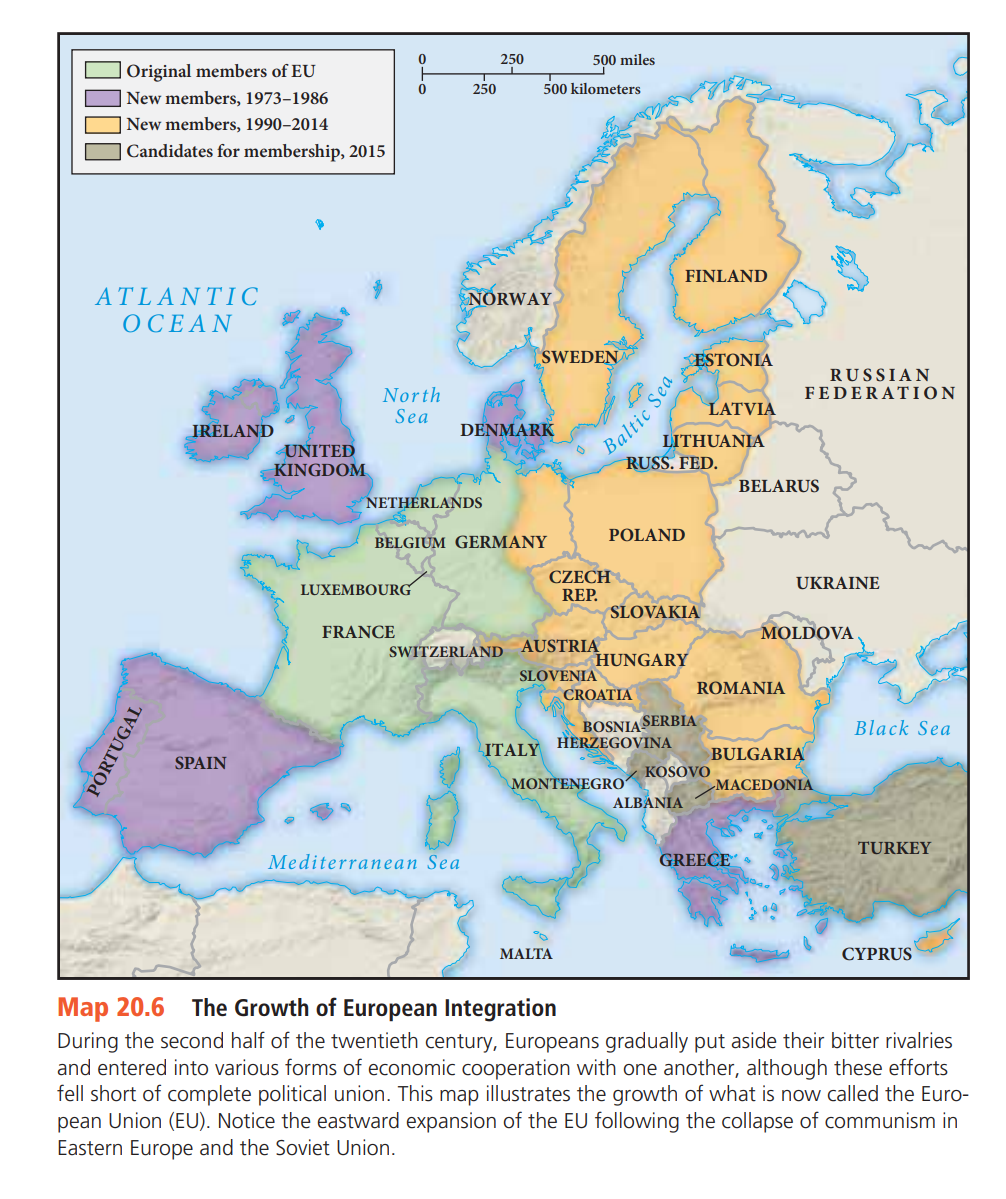 Original members of EU
New members, 1973–1986
New members, 1990–2014
Candidates for membership, 2015
0 250 500 miles
0 250 500 kilometers
ATLANTIC
OCEAN
NORWAY
FINLAND
SWEDEN
ESTONIA
RUSSIAN
FEDERATION
North
Sea
Baltic Sea
LATVIA
IRELAND
DENMARK
LITHUANIA
UNITED
KINGDOM
RUSS. FED.
BELARUS
NETHERLANDS
BELGIUM
GERMANY
POLAND
LUXEMBOURG
CZECH
REP.
UKRAINE
SLOVAKIA
FRANCE
MOLDOVA
SWITZERLAND
AUSTRIA
HUNGARY
SLOVENIA
CROATIA
ROMANIA
BOSNIA
HERZEGOVINA
SERBIA
Black Sea
PORTUGAL
SPAIN
ITALY
BULGARIA
MONTENEGRO
KOSOVO
MACEDONIA
ALBANIA
Mediterranean Sea
GREECE
TURKEY
MALTA
CYPRUS
Map 20.6 The Growth of European Integration
During the second half of the twentieth century, Europeans gradually put aside their bitter rivalries
and entered into various forms of economic cooperation with one another, although these efforts
fell short of complete political union. This map illustrates the growth of what is now called the Euro-
pean Union (EU). Notice the eastward expansion of the EU following the collapse of communism in
Eastern Europe and the Soviet Union.